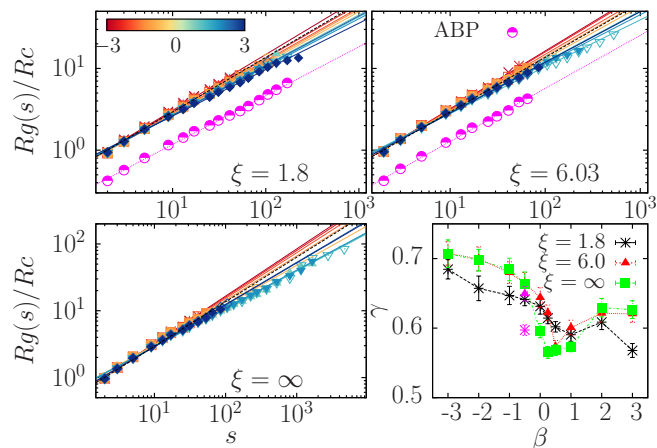 −3 0 3
ABP
Rg(s)/Rc
10^1
10^0
ξ = 1.8
ξ = 6.03
10^1 10^2 10^3
10^1 10^2 10^3
Rg(s)/Rc
10^2
10^1
10^0
ξ = ∞
10^1 10^2 10^3
s
γ
0.7
0.6
0.5
ξ = 1.8
ξ = 6.0
ξ = ∞
-3 -2 -1 0 1 2 3
β